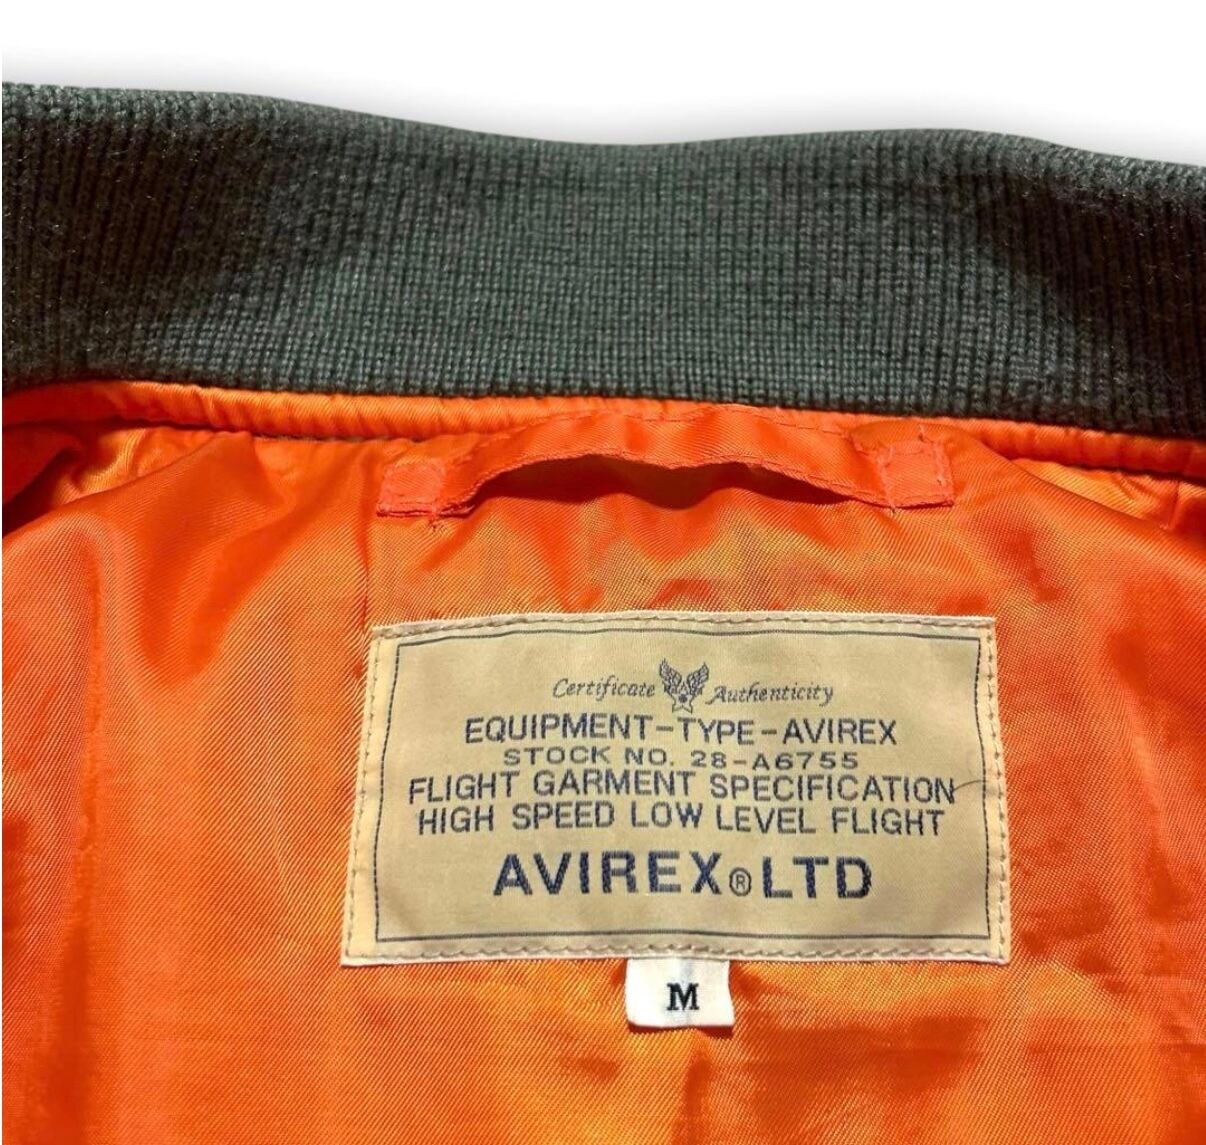 Certificate Authenticity
EQUIPMENT-TYPE-AVIREX
STOCK NO. 28-A6755
FLIGHT GARMENT SPECIFICATION
HIGH SPEED LOW LEVEL FLIGHT
AVIREX® LTD
M